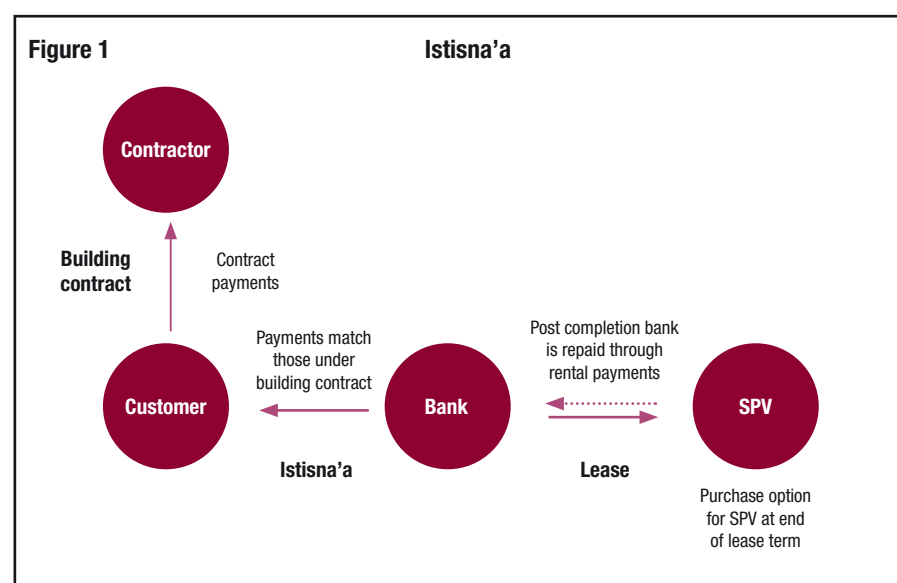 Figure 1
Istisna’a
Contractor
Building
contract
Contract
payments
Payments match
those under
building contract
Post completion bank
is repaid through
rental payments
Customer
Bank
SPV
Istisna’a
Lease
Purchase option
for SPV at end
of lease term